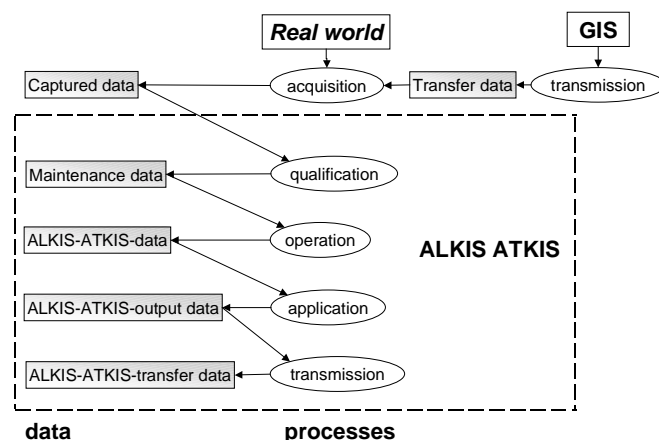 Real world
GIS
Captured data
acquisition
Transfer data
transmission
Maintenance data
qualification
ALKIS-ATKIS-data
operation
ALKIS ATKIS
ALKIS-ATKIS-output data
application
ALKIS-ATKIS-transfer data
transmission
data
processes